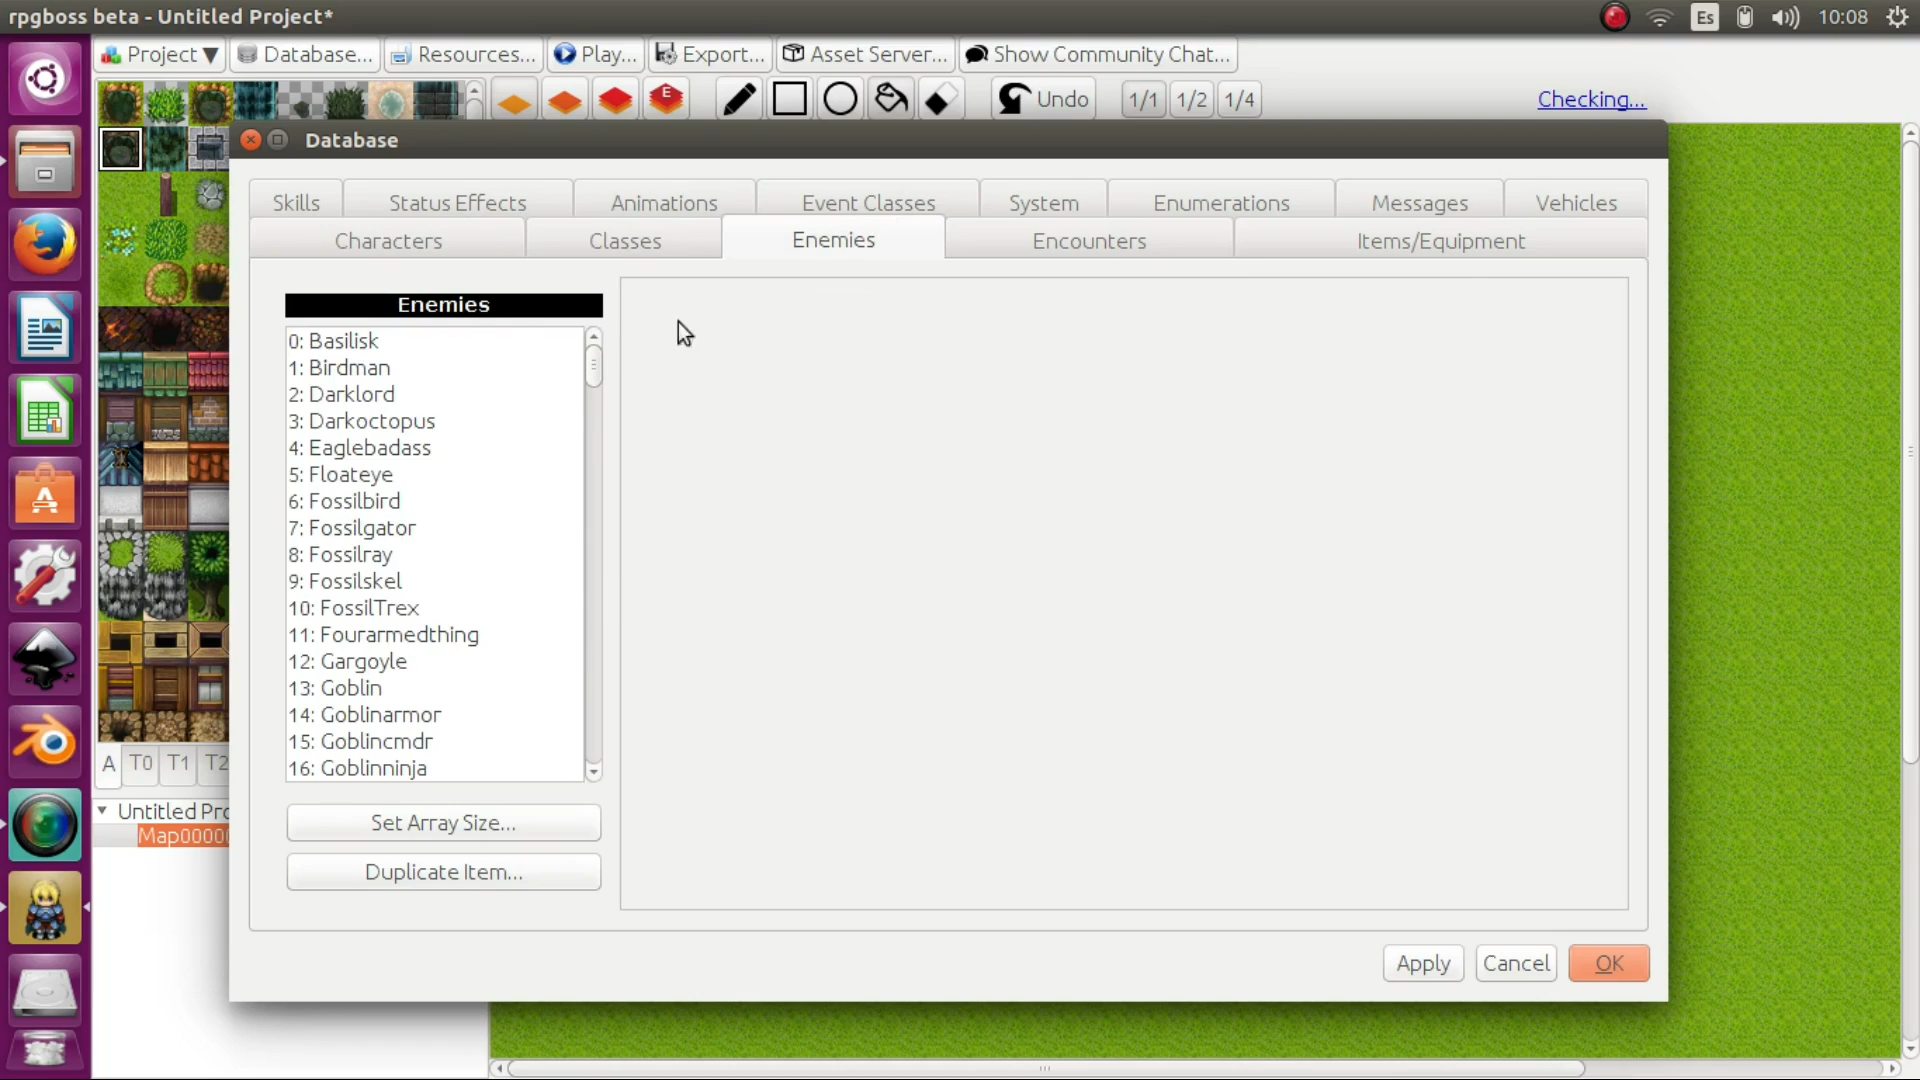 rpgboss beta - Untitled Project*
Es
10:08
Project ▼
Database...
Resources...
Play...
Export...
Asset Server...
Show Community Chat...
E
Undo
1/1
1/2
1/4
Checking...
Database
Skills
Status Effects
Animations
Event Classes
System
Enumerations
Messages
Vehicles
Characters
Classes
Enemies
Encounters
Items/Equipment
Enemies
0: Basilisk
1: Birdman
2: Darklord
3: Darkoctopus
4: Eaglebadass
5: Floateye
6: Fossilbird
7: Fossilgator
8: Fossilray
9: Fossilskel
10: FossilTrex
11: Fourarmedthing
12: Gargoyle
13: Goblin
14: Goblinarmor
15: Goblincmdr
16: Goblinninja
Set Array Size...
Duplicate Item...
A
T0
T1
T2
Untitled Pro
Map00000
Apply
Cancel
OK